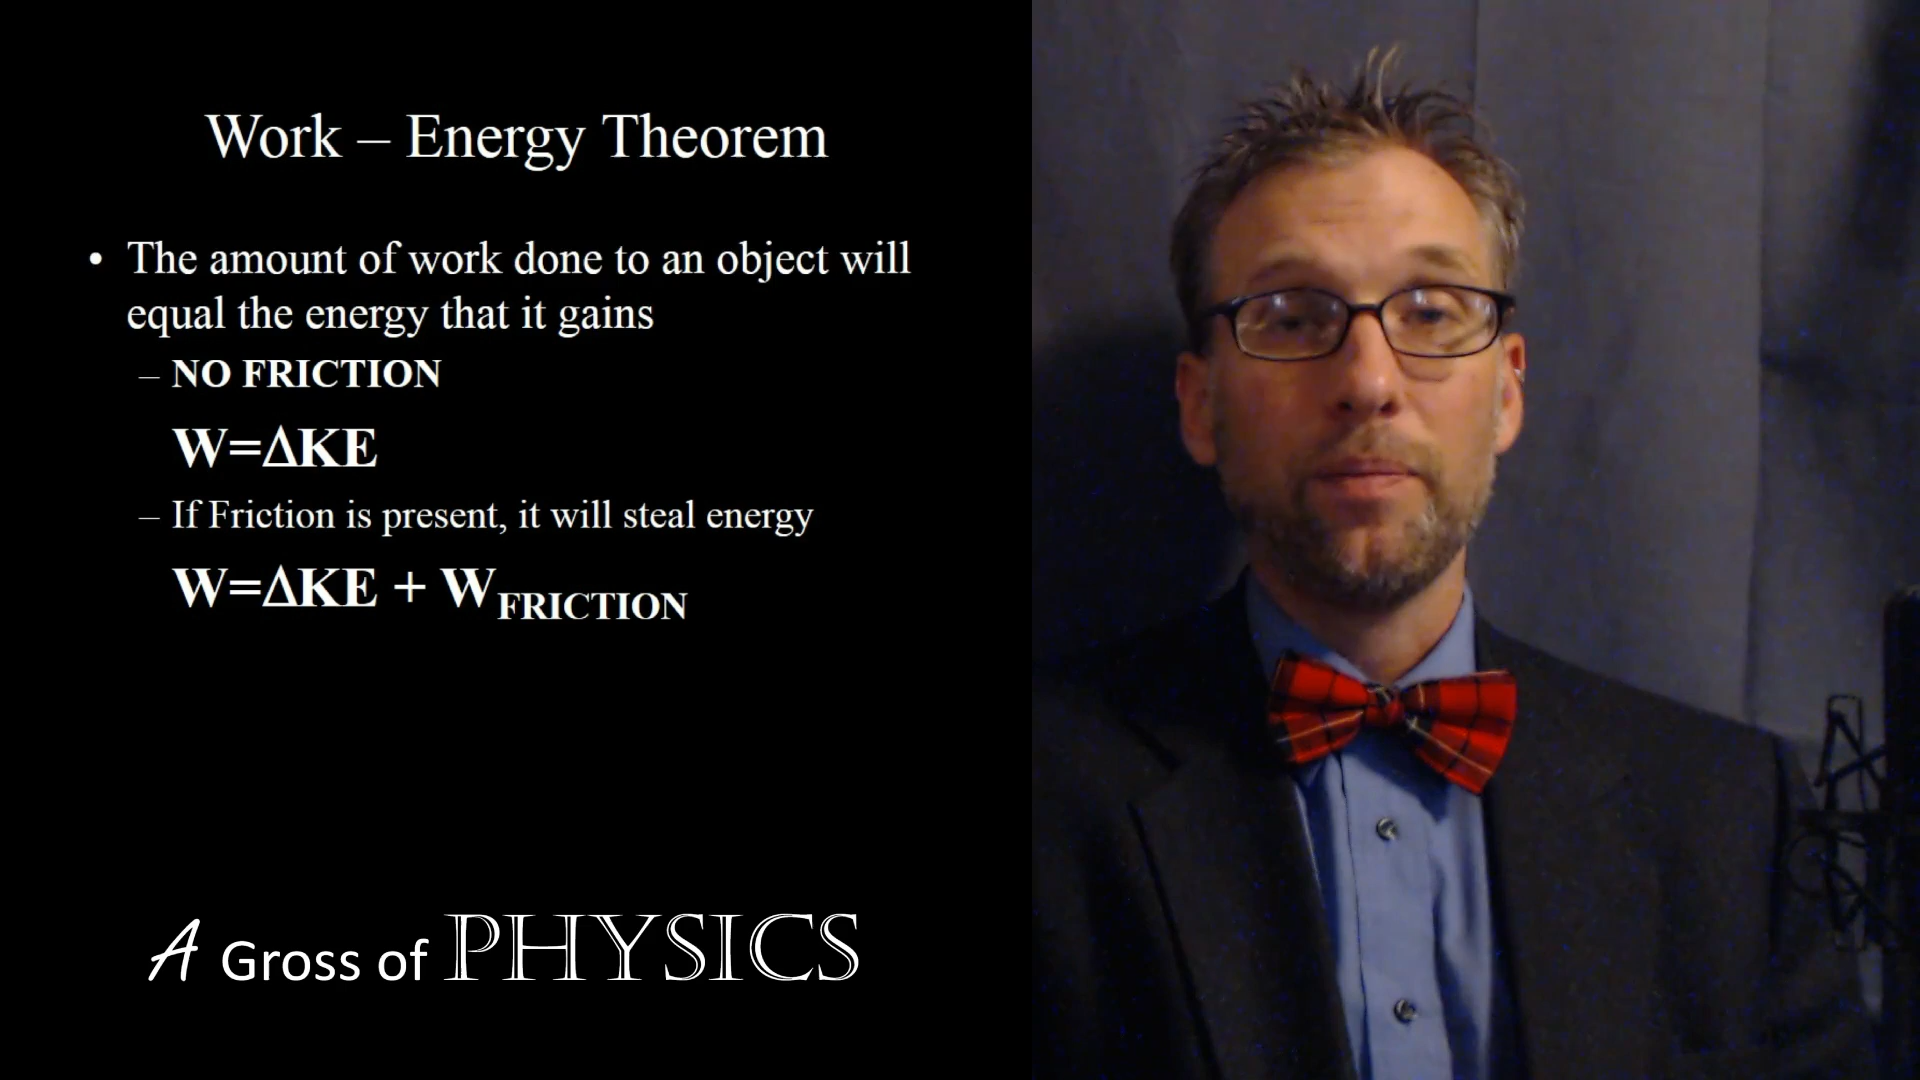 Work – Energy Theorem
• The amount of work done to an object will
equal the energy that it gains
– NO FRICTION
W=ΔKE
– If Friction is present, it will steal energy
W=ΔKE + WFRICTION
A Gross of PHYSICS